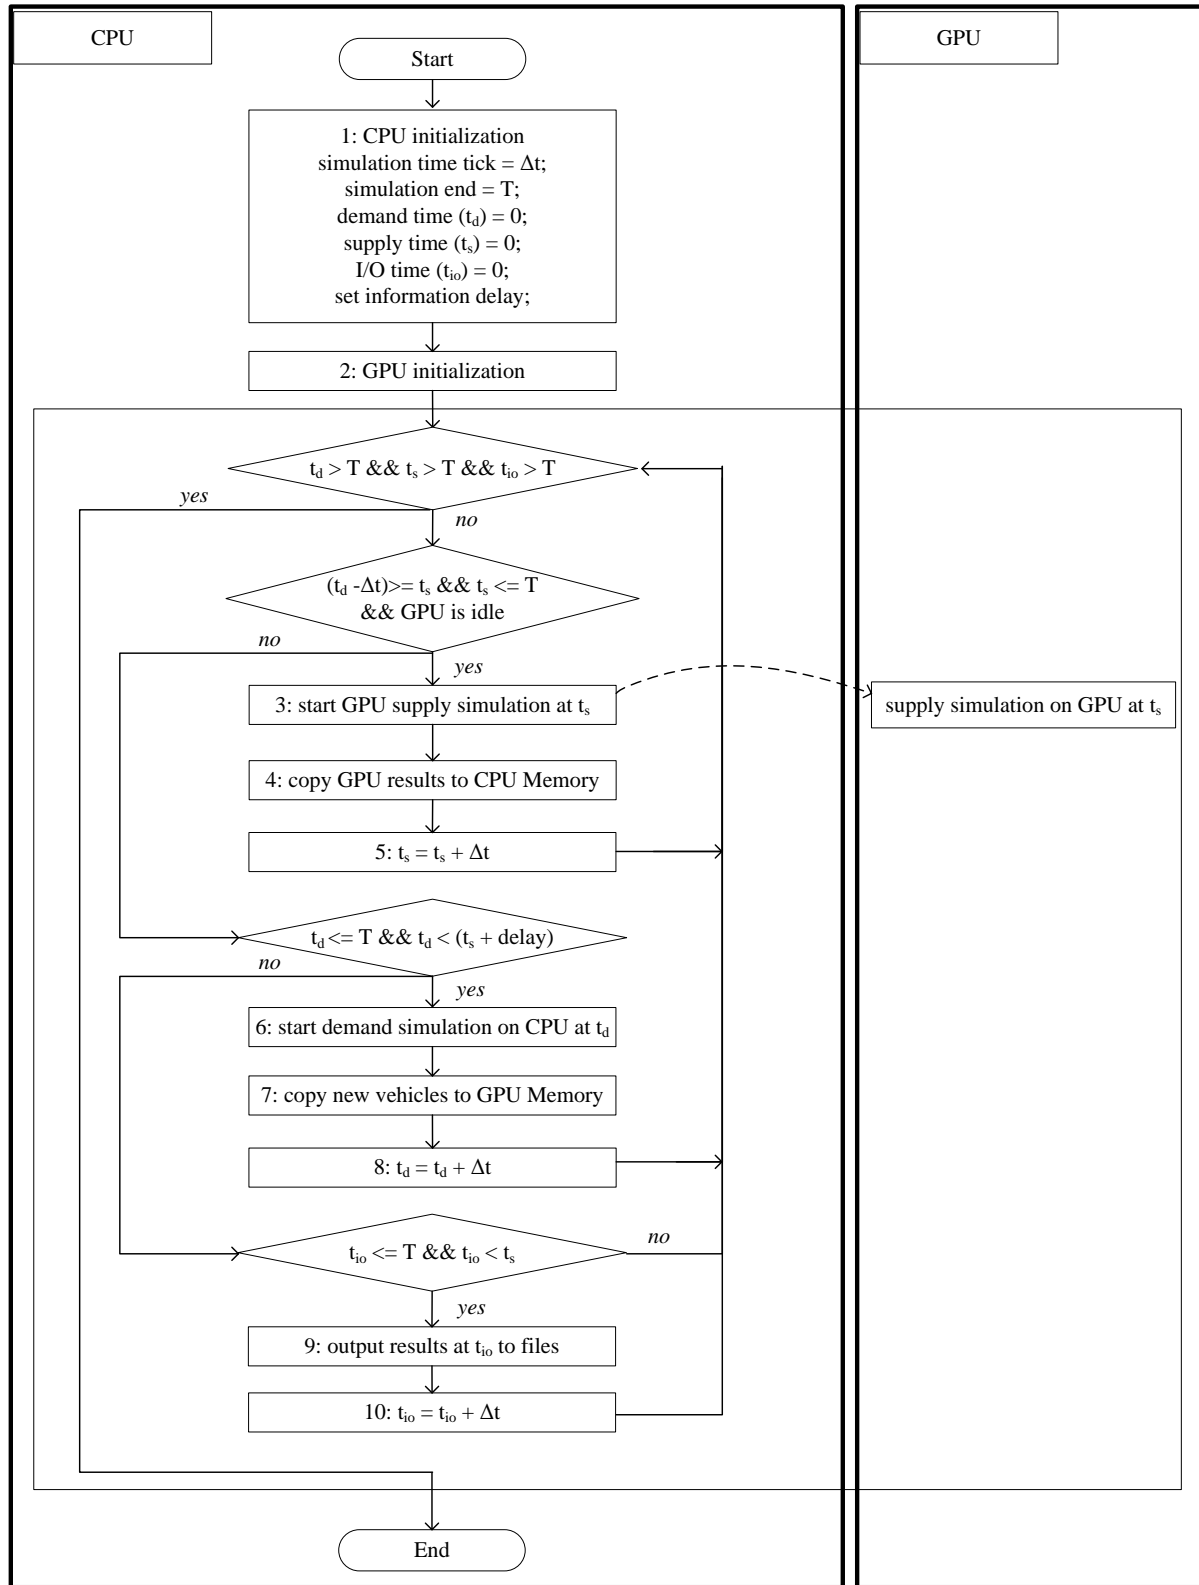 CPU
GPU
Start
1: CPU initialization
simulation time tick = Δt;
simulation end = T;
demand time (td) = 0;
supply time (ts) = 0;
I/O time (tio) = 0;
set information delay;
2: GPU initialization
td > T && ts > T && tio > T
yes
no
(td -Δt)>= ts && ts <= T
&& GPU is idle
no
yes
3: start GPU supply simulation at ts
supply simulation on GPU at ts
4: copy GPU results to CPU Memory
5: ts = ts + Δt
td <= T && td < (ts + delay)
no
yes
6: start demand simulation on CPU at td
7: copy new vehicles to GPU Memory
8: td = td + Δt
tio <= T && tio < ts
no
yes
9: output results at tio to files
10: tio = tio + Δt
End